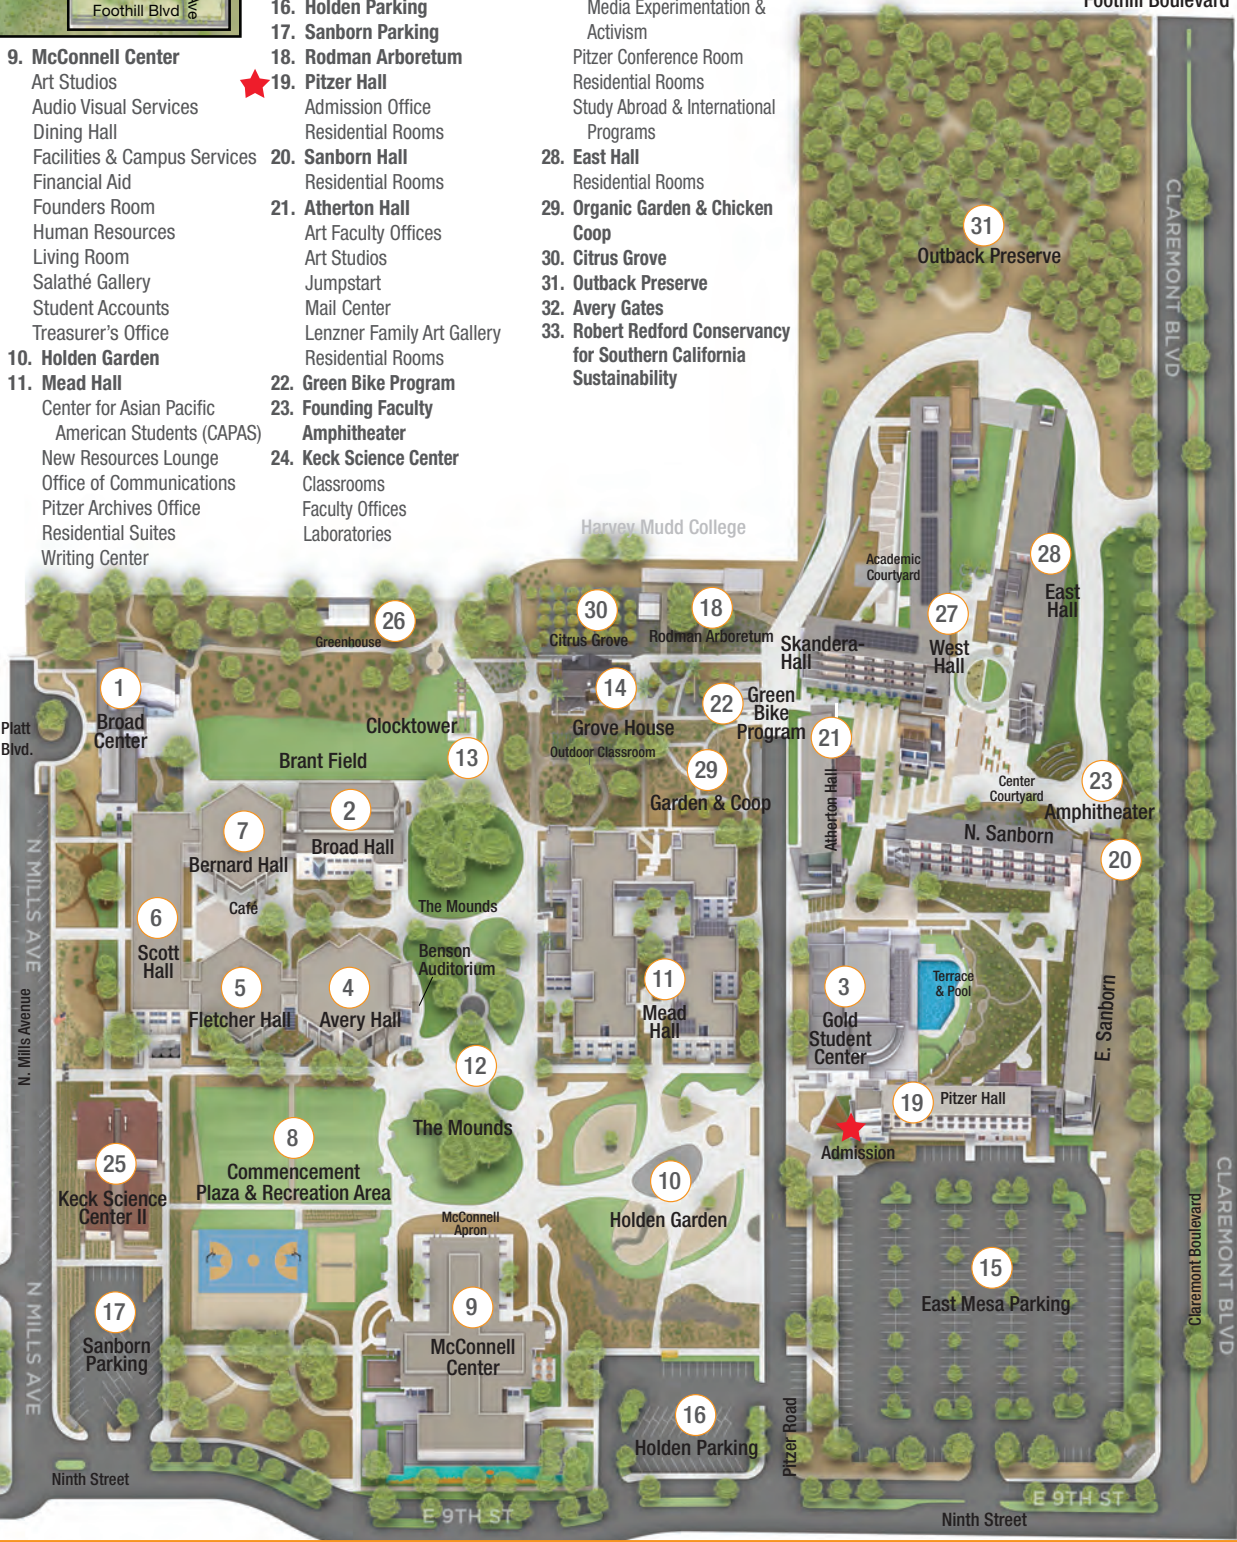 Foothill Blvd
Ave
9. McConnell Center
Art Studios
Audio Visual Services
Dining Hall
Facilities & Campus Services
Financial Aid
Founders Room
Human Resources
Living Room
Salathé Gallery
Student Accounts
Treasurer's Office
10. Holden Garden
11. Mead Hall
Center for Asian Pacific
American Students (CAPAS)
New Resources Lounge
Office of Communications
Pitzer Archives Office
Residential Suites
Writing Center
16. Holden Parking
17. Sanborn Parking
18. Rodman Arboretum
19. Pitzer Hall
Admission Office
Residential Rooms
20. Sanborn Hall
Residential Rooms
21. Atherton Hall
Art Faculty Offices
Art Studios
Jumpstart
Mail Center
Lenzner Family Art Gallery
Residential Rooms
22. Green Bike Program
23. Founding Faculty
Amphitheater
24. Keck Science Center
Classrooms
Faculty Offices
Laboratories
Media Experimentation &
Activism
Pitzer Conference Room
Residential Rooms
Study Abroad & International
Programs
28. East Hall
Residential Rooms
29. Organic Garden & Chicken
Coop
30. Citrus Grove
31. Outback Preserve
32. Avery Gates
33. Robert Redford Conservancy
for Southern California
Sustainability
Foothill Boulevard
31
Outback Preserve
CLAREMONT BLVD
Harvey Mudd College
Academic
Courtyard
28
East
Hall
27
West
Hall
Skandera-
Hall
26
Greenhouse
30
Citrus Grove
18
Rodman Arboretum
1
Broad
Center
Platt
Blvd.
14
Grove House
22
Green
Bike
Program
21
Atherton Hall
Clocktower
13
Brant Field
Outdoor Classroom
29
Garden & Coop
Center
Courtyard
23
Amphitheater
2
Broad Hall
7
Bernard Hall
N. Sanborn
20
N MILLS AVE
Café
The Mounds
6
Scott
Hall
Benson
Auditorium
5
Fletcher Hall
4
Avery Hall
11
Mead
Hall
3
Gold
Student
Center
Terrace
& Pool
E. Sanborn
N. Mills Avenue
12
The Mounds
19
Pitzer Hall
Admission
8
Commencement
Plaza & Recreation Area
25
Keck Science
Center II
10
Holden Garden
McConnell
Apron
CLAREMONT BLVD
Claremont Boulevard
15
East Mesa Parking
17
Sanborn
Parking
9
McConnell
Center
N MILLS AVE
16
Holden Parking
Pitzer Road
Ninth Street
E 9TH ST
E 9TH ST
Ninth Street